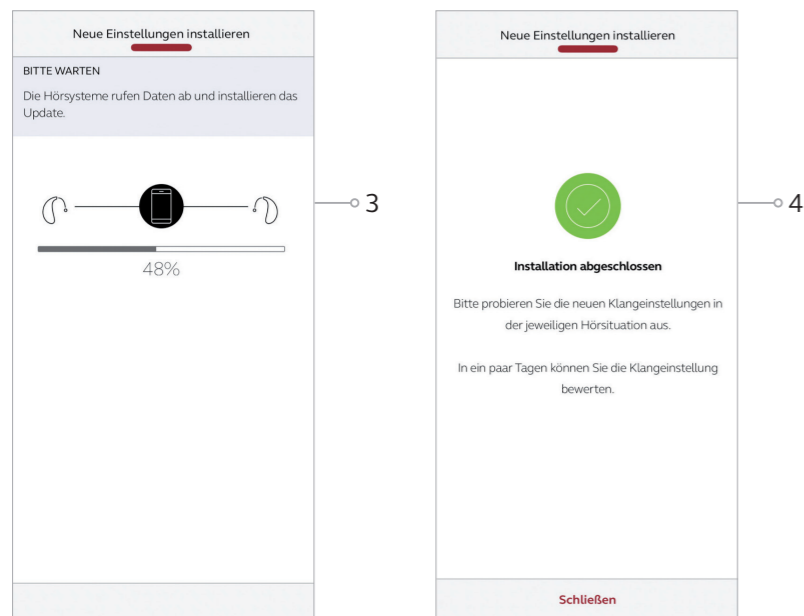 Neue Einstellungen installieren
BITTE WARTEN
Die Hörsysteme rufen Daten ab und installieren das
Update.
48%
3
Neue Einstellungen installieren
Installation abgeschlossen
Bitte probieren Sie die neuen Klangeinstellungen in
der jeweiligen Hörsituation aus.
In ein paar Tagen können Sie die Klangeinstellung
bewerten.
Schließen
4